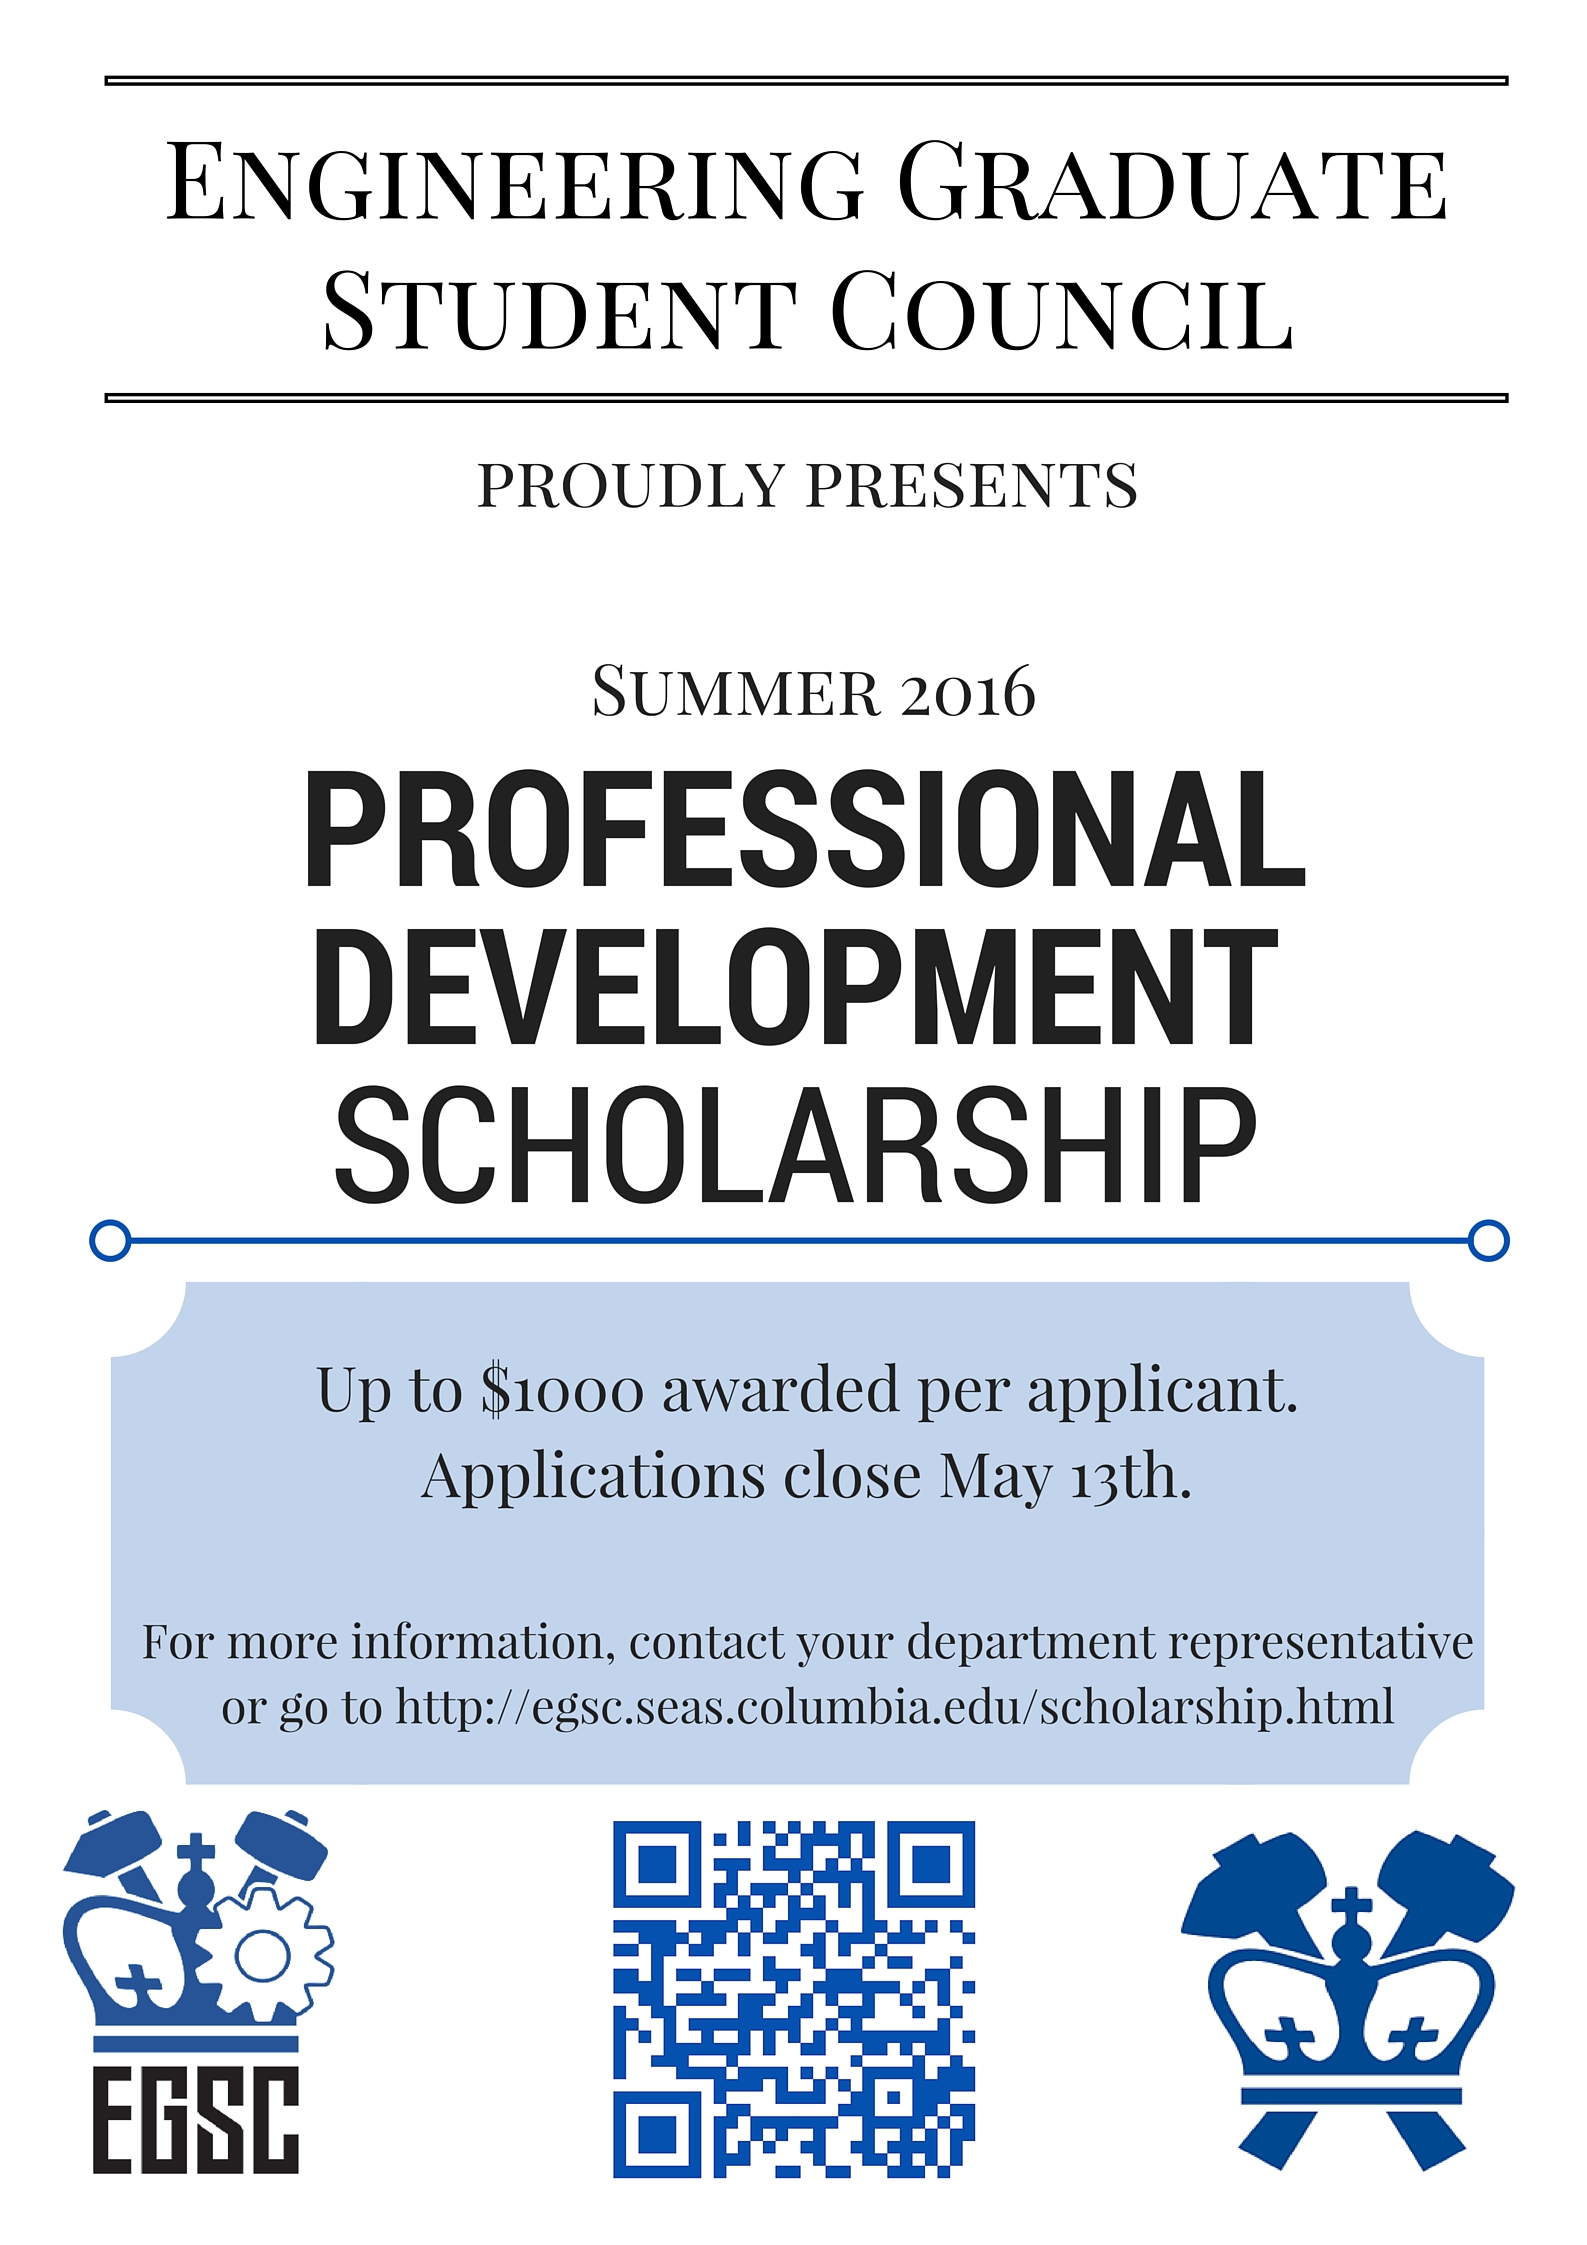 Engineering Graduate
Student Council
proudly presents
Summer 2016
PROFESSIONAL
DEVELOPMENT
SCHOLARSHIP
Up to $1000 awarded per applicant.
Applications close May 13th.
For more information, contact your department representative
or go to http://egsc.seas.columbia.edu/scholarship.html
EGSC